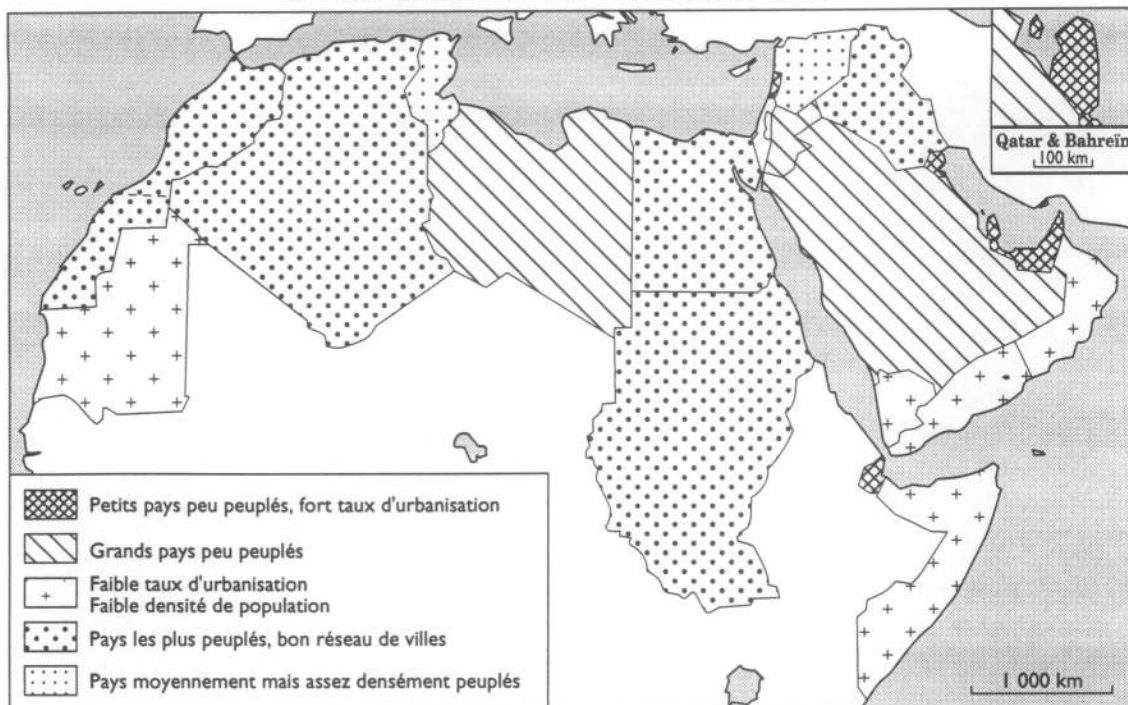 Qatar & Bahreïn
100 km
Petits pays peu peuplés, fort taux d'urbanisation
Grands pays peu peuplés
Faible taux d'urbanisation
Faible densité de population
Pays les plus peuplés, bon réseau de villes
Pays moyennement mais assez densément peuplés
1 000 km